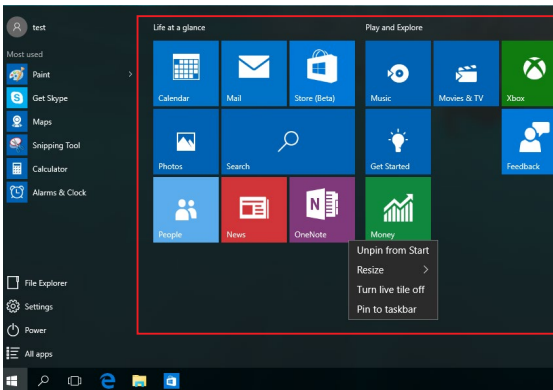 test
Most used
Paint
Get Skype
Maps
Snipping Tool
Calculator
Alarms & Clock
File Explorer
Settings
Power
All apps
Life at a glance
Calendar
Mail
Store (Beta)
Photos
Search
People
News
OneNote
Play and Explore
Music
Movies & TV
Xbox
Get Started
Feedback
Money
Unpin from Start
Resize
Turn live tile off
Pin to taskbar